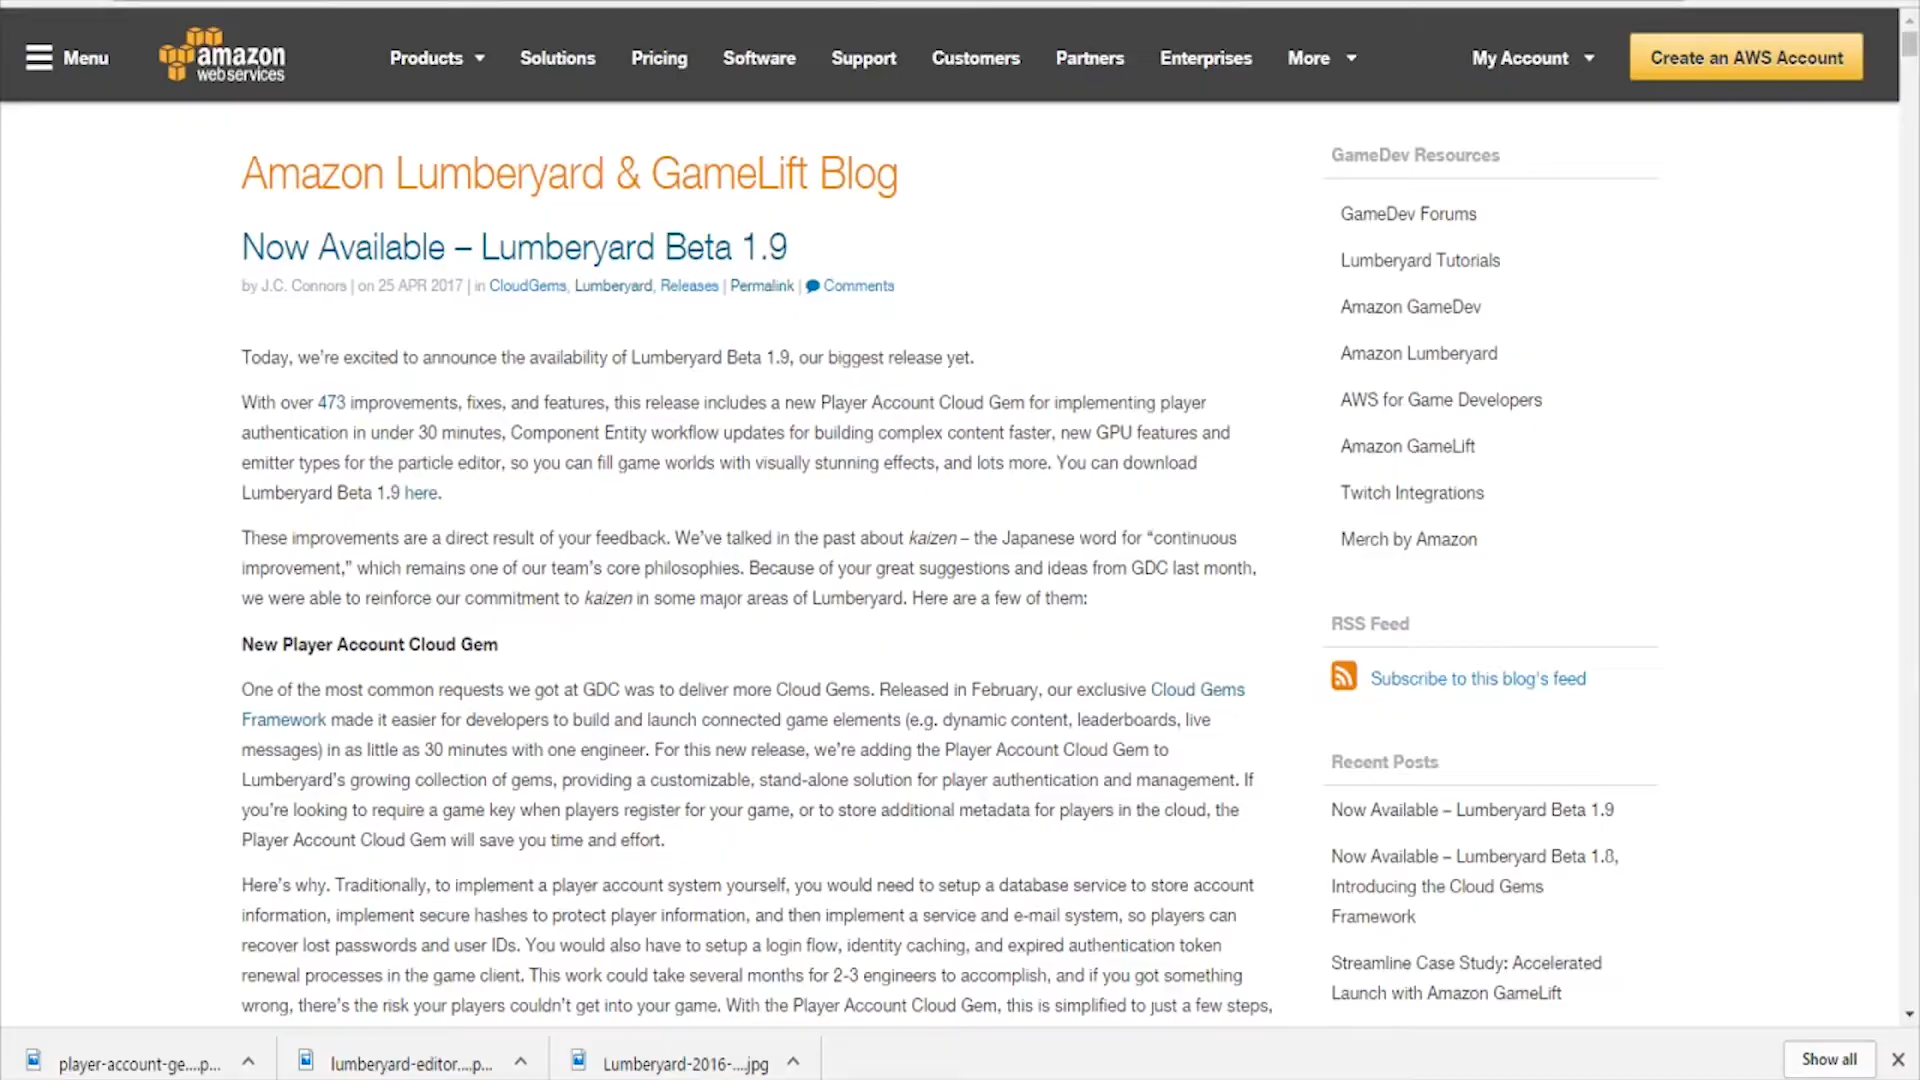 Menu
amazon
web services
Products
Solutions
Pricing
Software
Support
Customers
Partners
Enterprises
More
My Account
Create an AWS Account
Amazon Lumberyard & GameLift Blog
Now Available – Lumberyard Beta 1.9
by J.C. Connors | on 25 APR 2017 | in CloudGems, Lumberyard, Releases | Permalink | Comments
Today, we’re excited to announce the availability of Lumberyard Beta 1.9, our biggest release yet.
With over 473 improvements, fixes, and features, this release includes a new Player Account Cloud Gem for implementing player
authentication in under 30 minutes, Component Entity workflow updates for building complex content faster, new GPU features and
emitter types for the particle editor, so you can fill game worlds with visually stunning effects, and lots more. You can download
Lumberyard Beta 1.9 here.
These improvements are a direct result of your feedback. We’ve talked in the past about kaizen – the Japanese word for “continuous
improvement,” which remains one of our team’s core philosophies. Because of your great suggestions and ideas from GDC last month,
we were able to reinforce our commitment to kaizen in some major areas of Lumberyard. Here are a few of them:
New Player Account Cloud Gem
One of the most common requests we got at GDC was to deliver more Cloud Gems. Released in February, our exclusive Cloud Gems
Framework made it easier for developers to build and launch connected game elements (e.g. dynamic content, leaderboards, live
messages) in as little as 30 minutes with one engineer. For this new release, we’re adding the Player Account Cloud Gem to
Lumberyard’s growing collection of gems, providing a customizable, stand-alone solution for player authentication and management. If
you’re looking to require a game key when players register for your game, or to store additional metadata for players in the cloud, the
Player Account Cloud Gem will save you time and effort.
Here’s why. Traditionally, to implement a player account system yourself, you would need to setup a database service to store account
information, implement secure hashes to protect player information, and then implement a service and e-mail system, so players can
recover lost passwords and user IDs. You would also have to setup a login flow, identity caching, and expired authentication token
renewal processes in the game client. This work could take several months for 2-3 engineers to accomplish, and if you got something
wrong, there’s the risk your players couldn’t get into your game. With the Player Account Cloud Gem, this is simplified to just a few steps,
GameDev Resources
GameDev Forums
Lumberyard Tutorials
Amazon GameDev
Amazon Lumberyard
AWS for Game Developers
Amazon GameLift
Twitch Integrations
Merch by Amazon
RSS Feed
Subscribe to this blog's feed
Recent Posts
Now Available – Lumberyard Beta 1.9
Now Available – Lumberyard Beta 1.8,
Introducing the Cloud Gems
Framework
Streamline Case Study: Accelerated
Launch with Amazon GameLift
player-account-ge....p...
lumberyard-editor....p...
Lumberyard-2016-....jpg
Show all